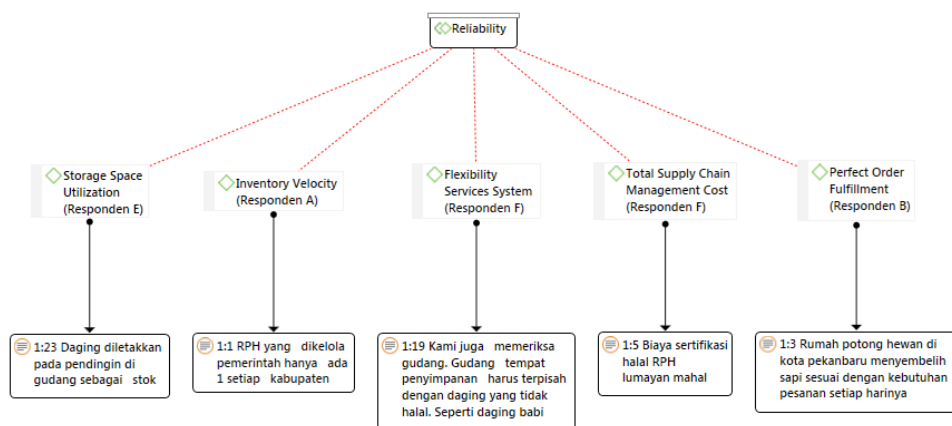 Reliability
Storage Space
Utilization
(Responden E)
Inventory Velocity
(Responden A)
Flexibility
Services System
(Responden F)
Total Supply Chain
Management Cost
(Responden F)
Perfect Order
Fulfillment
(Responden B)
1:23 Daging diletakkan
pada pendingin di
gudang sebagai stok
1:1 RPH yang dikelola
pemerintah hanya ada
1 setiap kabupaten
1:19 Kami juga memeriksa
gudang. Gudang tempat
penyimpanan harus terpisah
dengan daging yang tidak
halal. Seperti daging babi
1:5 Biaya sertifikasi
halal RPH
lumayan mahal
1:3 Rumah potong hewan di
kota pekanbaru menyembelih
sapi sesuai dengan kebutuhan
pesanan setiap harinya